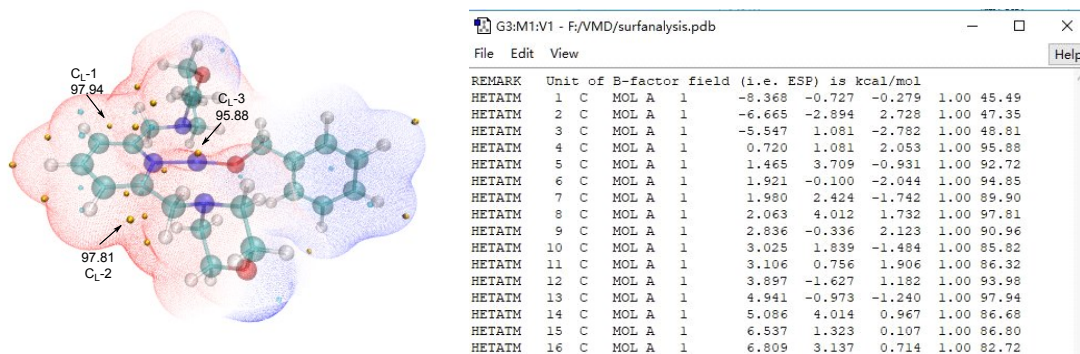 C_L-1
97.94
C_L-3
95.88
97.81
C_L-2
G3:M1:V1 - F:/VMD/surfanalysis.pdb
File Edit View Help
REMARK Unit of B-factor field (i.e. ESP) is kcal/mol
HETATM 1 C MOL A 1 -8.368 -0.727 -0.279 1.00 45.49
HETATM 2 C MOL A 1 -6.665 -2.894 2.728 1.00 47.35
HETATM 3 C MOL A 1 -5.547 1.081 -2.782 1.00 48.81
HETATM 4 C MOL A 1 0.720 1.081 2.053 1.00 95.88
HETATM 5 C MOL A 1 1.465 3.709 -0.931 1.00 92.72
HETATM 6 C MOL A 1 1.921 -0.100 -2.044 1.00 94.85
HETATM 7 C MOL A 1 1.980 2.424 -1.742 1.00 89.90
HETATM 8 C MOL A 1 2.063 4.012 1.732 1.00 97.81
HETATM 9 C MOL A 1 2.836 -0.336 2.123 1.00 90.96
HETATM 10 C MOL A 1 3.025 1.839 -1.484 1.00 85.82
HETATM 11 C MOL A 1 3.106 0.756 1.906 1.00 86.32
HETATM 12 C MOL A 1 3.897 -1.627 1.182 1.00 93.98
HETATM 13 C MOL A 1 4.941 -0.973 -1.240 1.00 97.94
HETATM 14 C MOL A 1 5.086 4.014 0.967 1.00 86.68
HETATM 15 C MOL A 1 6.537 1.323 0.107 1.00 86.80
HETATM 16 C MOL A 1 6.809 3.137 0.714 1.00 82.72